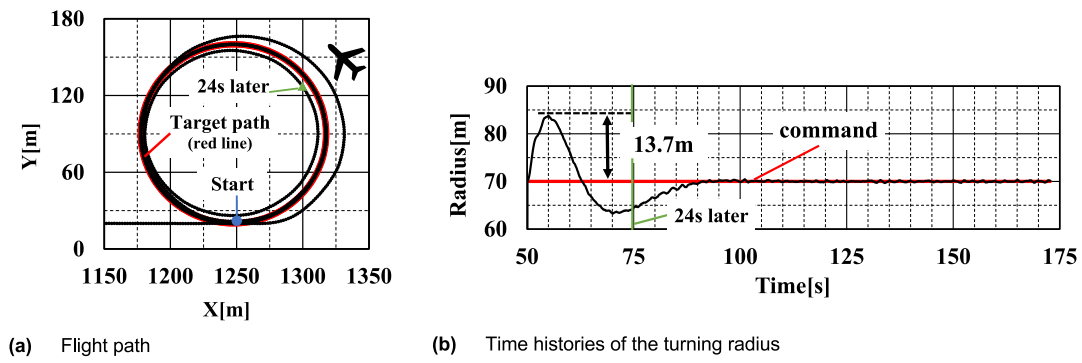 180
120
60
0
Y[m]
24s later
Target path
(red line)
Start
1150 1200 1250 1300 1350
X[m]
(a) Flight path
90
80
70
60
Radius[m]
13.7m
command
24s later
50 75 100 125 150 175
Time[s]
(b) Time histories of the turning radius